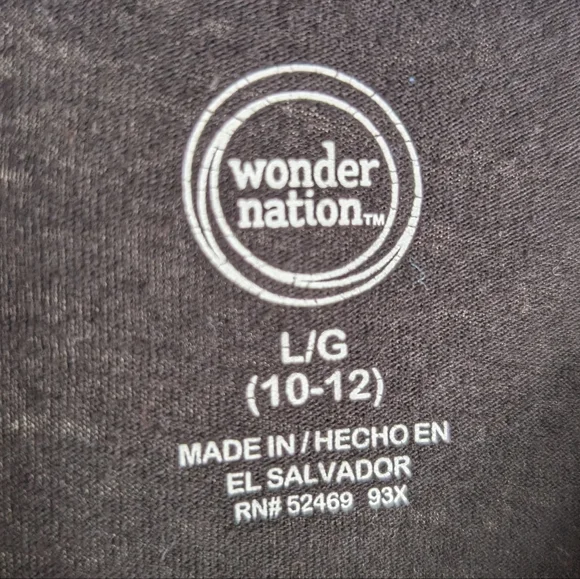 wonder
nation™
L/G
(10-12)
MADE IN / HECHO EN
EL SALVADOR
RN# 52469 93X